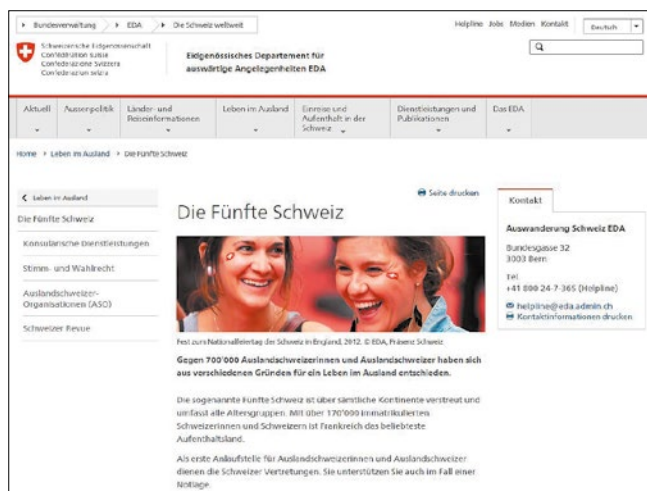 Bundesverwaltung EDA Die Schweiz weltweit
Helpline Jobs Medien Kontakt Deutsch
Schweizerische Eidgenossenschaft
Confédération suisse
Confederazione Svizzera
Confederaziun svizra
Eidgenössisches Departement für
auswärtige Angelegenheiten EDA
Aktuell
Aussenpolitik
Länder- und
Reiseinformationen
Leben im Ausland
Einreise und
Aufenthalt in der
Schweiz
Dienstleistungen und
Publikationen
Das EDA
Home Leben im Ausland Die Fünfte Schweiz
Leben im Ausland
Die Fünfte Schweiz
Konsularische Dienstleistungen
Stimm- und Wahlrecht
Auslandschweizer-
Organisationen (ASO)
Schweizer Revue
Seite drucken
Die Fünfte Schweiz
Fest zum Nationalfeiertag der Schweiz in England, 2012. © EDA, Präsenz Schweiz
Gegen 700'000 Auslandschweizerinnen und Auslandschweizer haben sich
aus verschiedenen Gründen für ein Leben im Ausland entschieden.
Die sogenannte Fünfte Schweiz ist über sämtliche Kontinente verstreut und
umfasst alle Altersgruppen. Mit über 170'000 immatrikulierten
Schweizerinnen und Schweizern ist Frankreich das beliebteste
Aufenthaltsland.
Als erste Anlaufstelle für Auslandschweizerinnen und Auslandschweizer
dienen die Schweizer Vertretungen. Sie unterstützen Sie auch im Fall einer
Notlage.
Kontakt
Auswanderung Schweiz EDA
Bundesgasse 32
3003 Bern
Tel
+41 800 24-7-365 (Helpline)
helpline@eda.admin.ch
Kontaktinformationen drucken